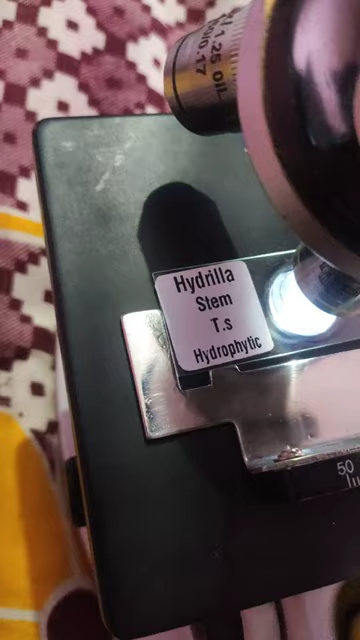 / 1.25 OIL
/0.17
Hydrilla
Stem
T.s
Hydrophytic
50